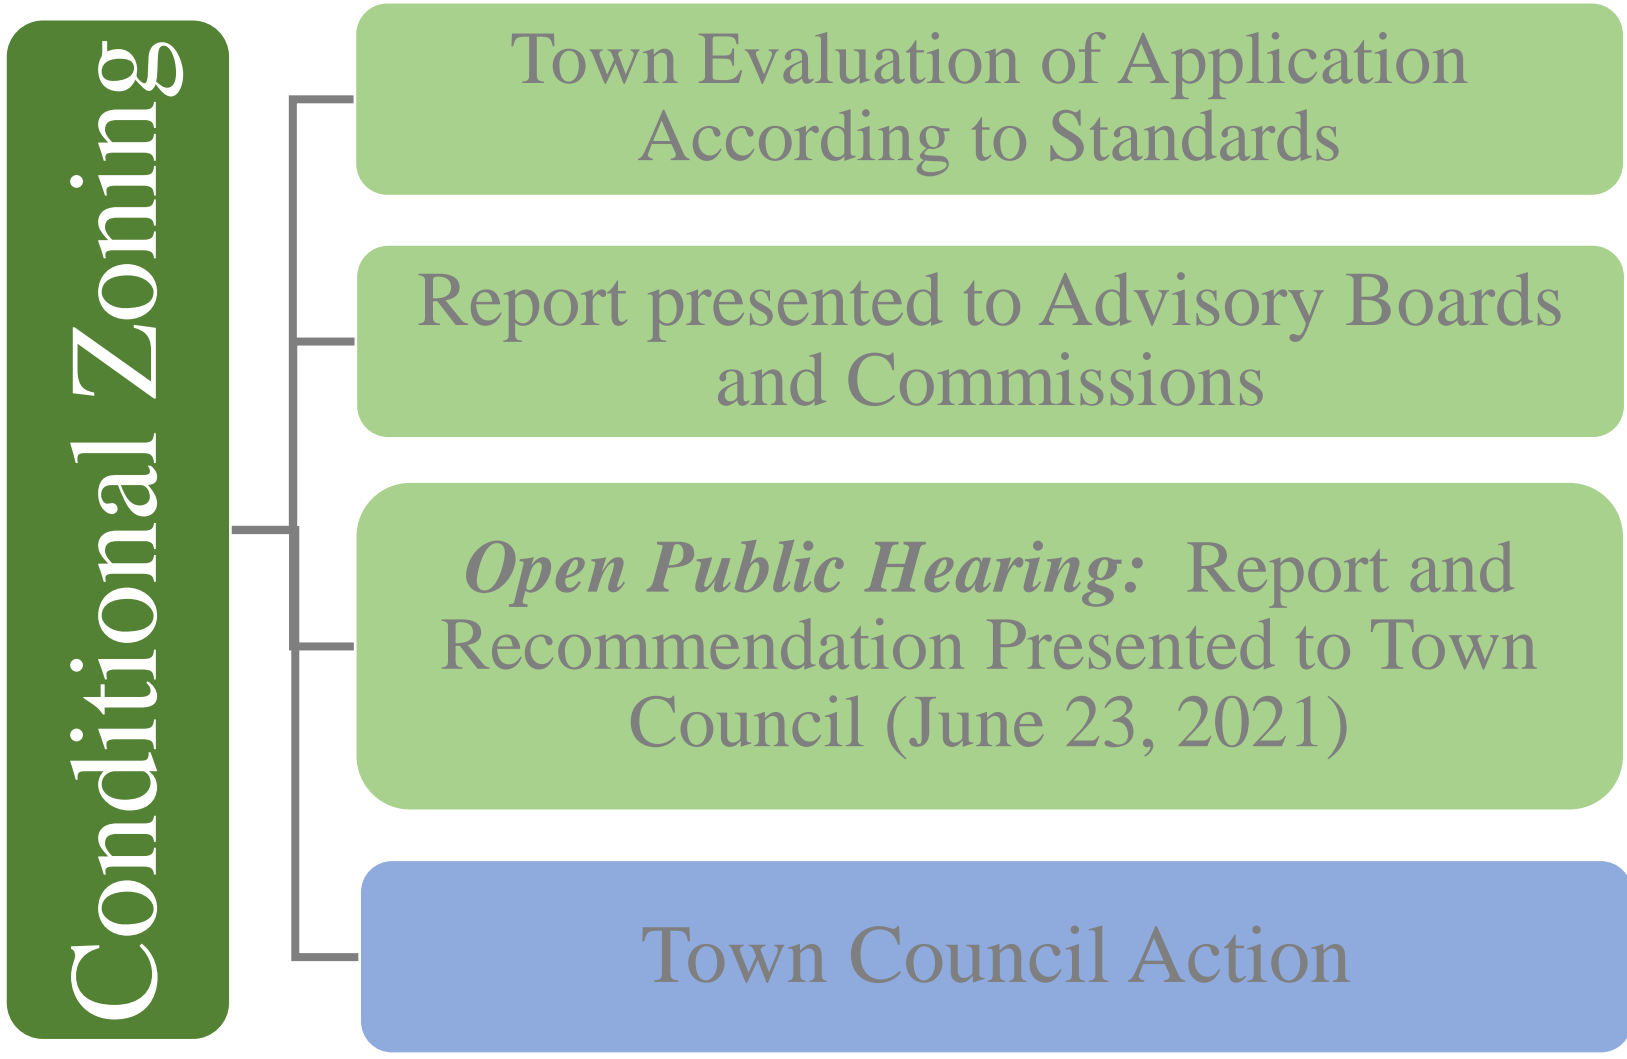 Conditional Zoning
Town Evaluation of Application
According to Standards
Report presented to Advisory Boards
and Commissions
Open Public Hearing: Report and
Recommendation Presented to Town
Council (June 23, 2021)
Town Council Action